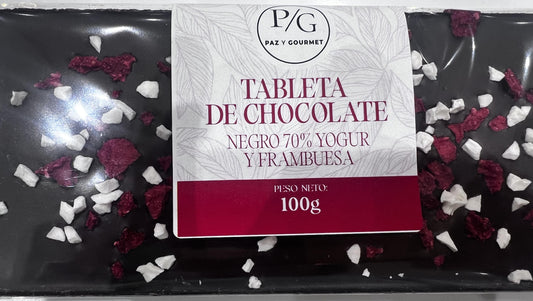 P/G
PAZ Y GOURMET
TABLETA
DE CHOCOLATE
NEGRO 70% YOGUR
Y FRAMBUESA
PESO NETO:
100g